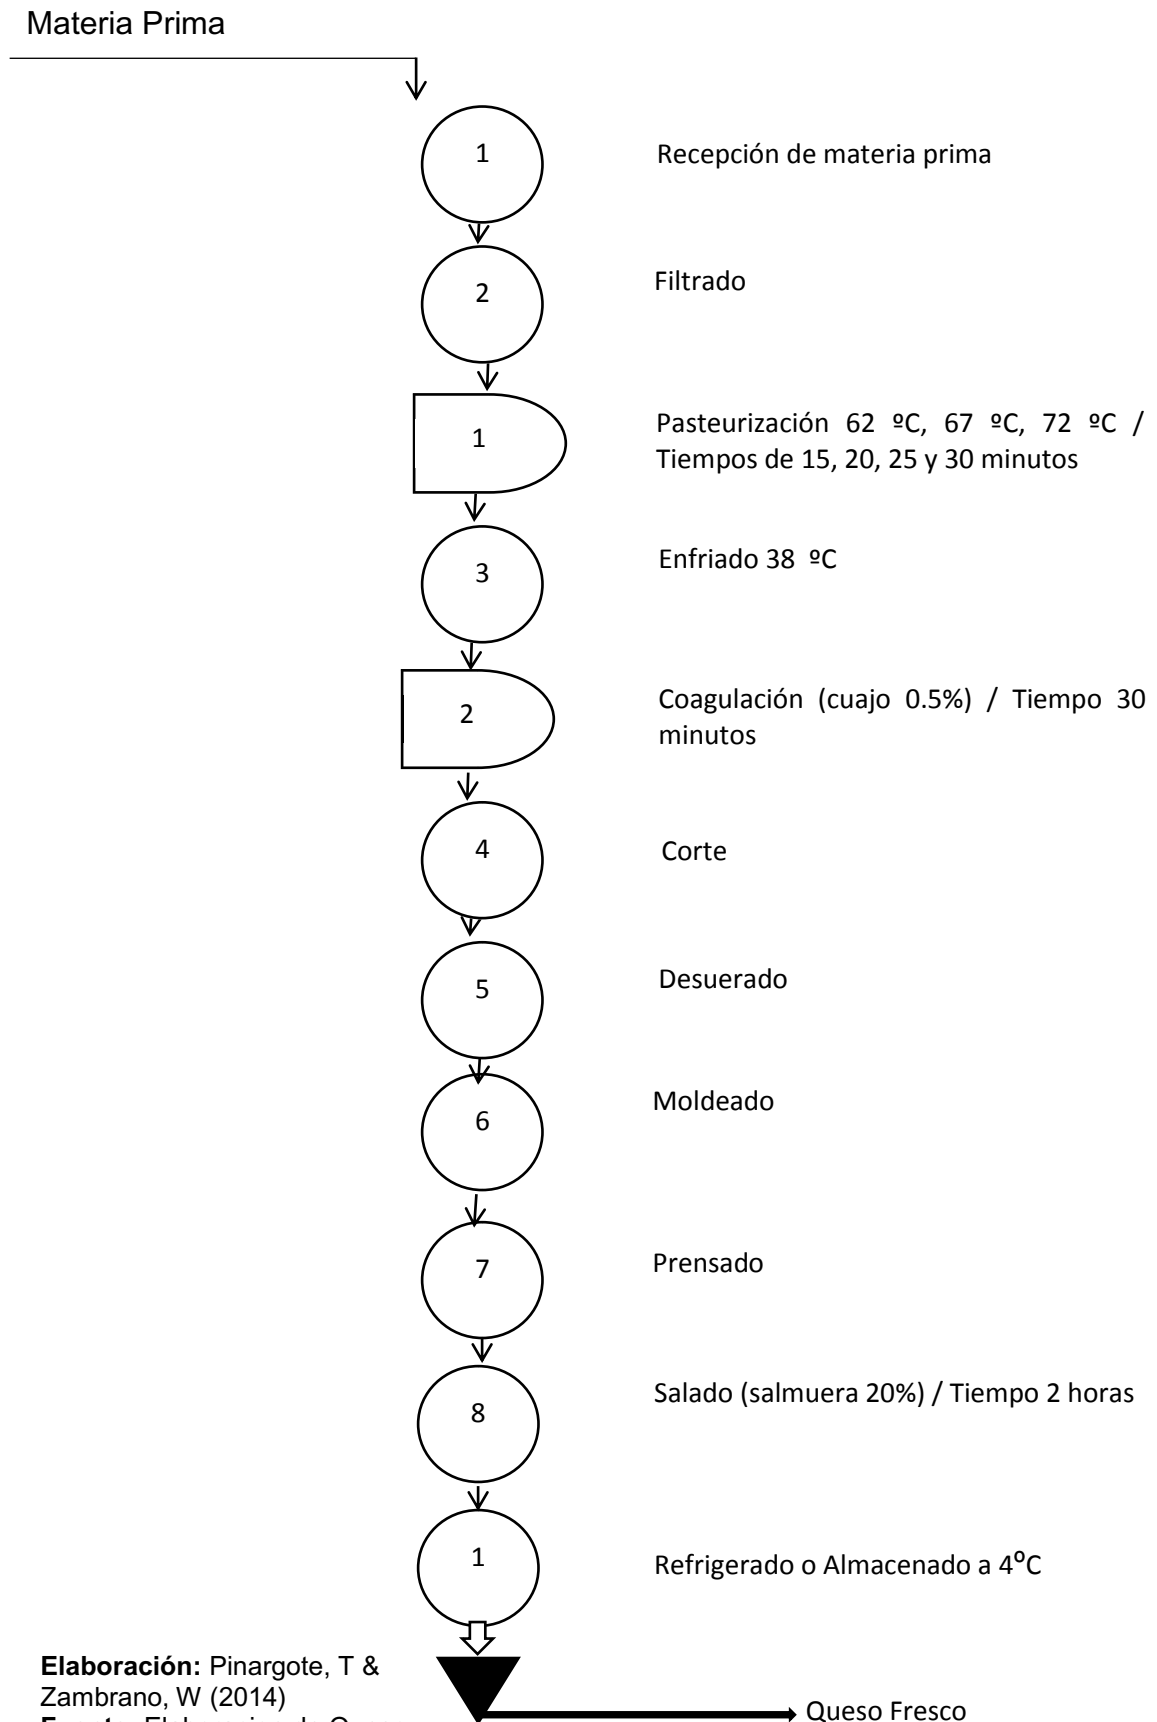 Materia Prima
1
Recepción de materia prima
2
Filtrado
1
Pasteurización 62 ºC, 67 ºC, 72 ºC /
Tiempos de 15, 20, 25 y 30 minutos
3
Enfriado 38 ºC
2
Coagulación (cuajo 0.5%) / Tiempo 30
minutos
4
Corte
5
Desuerado
6
Moldeado
7
Prensado
8
Salado (salmuera 20%) / Tiempo 2 horas
1
Refrigerado o Almacenado a 4⁰C
Elaboración: Pinargote, T &
Zambrano, W (2014)
Queso Fresco